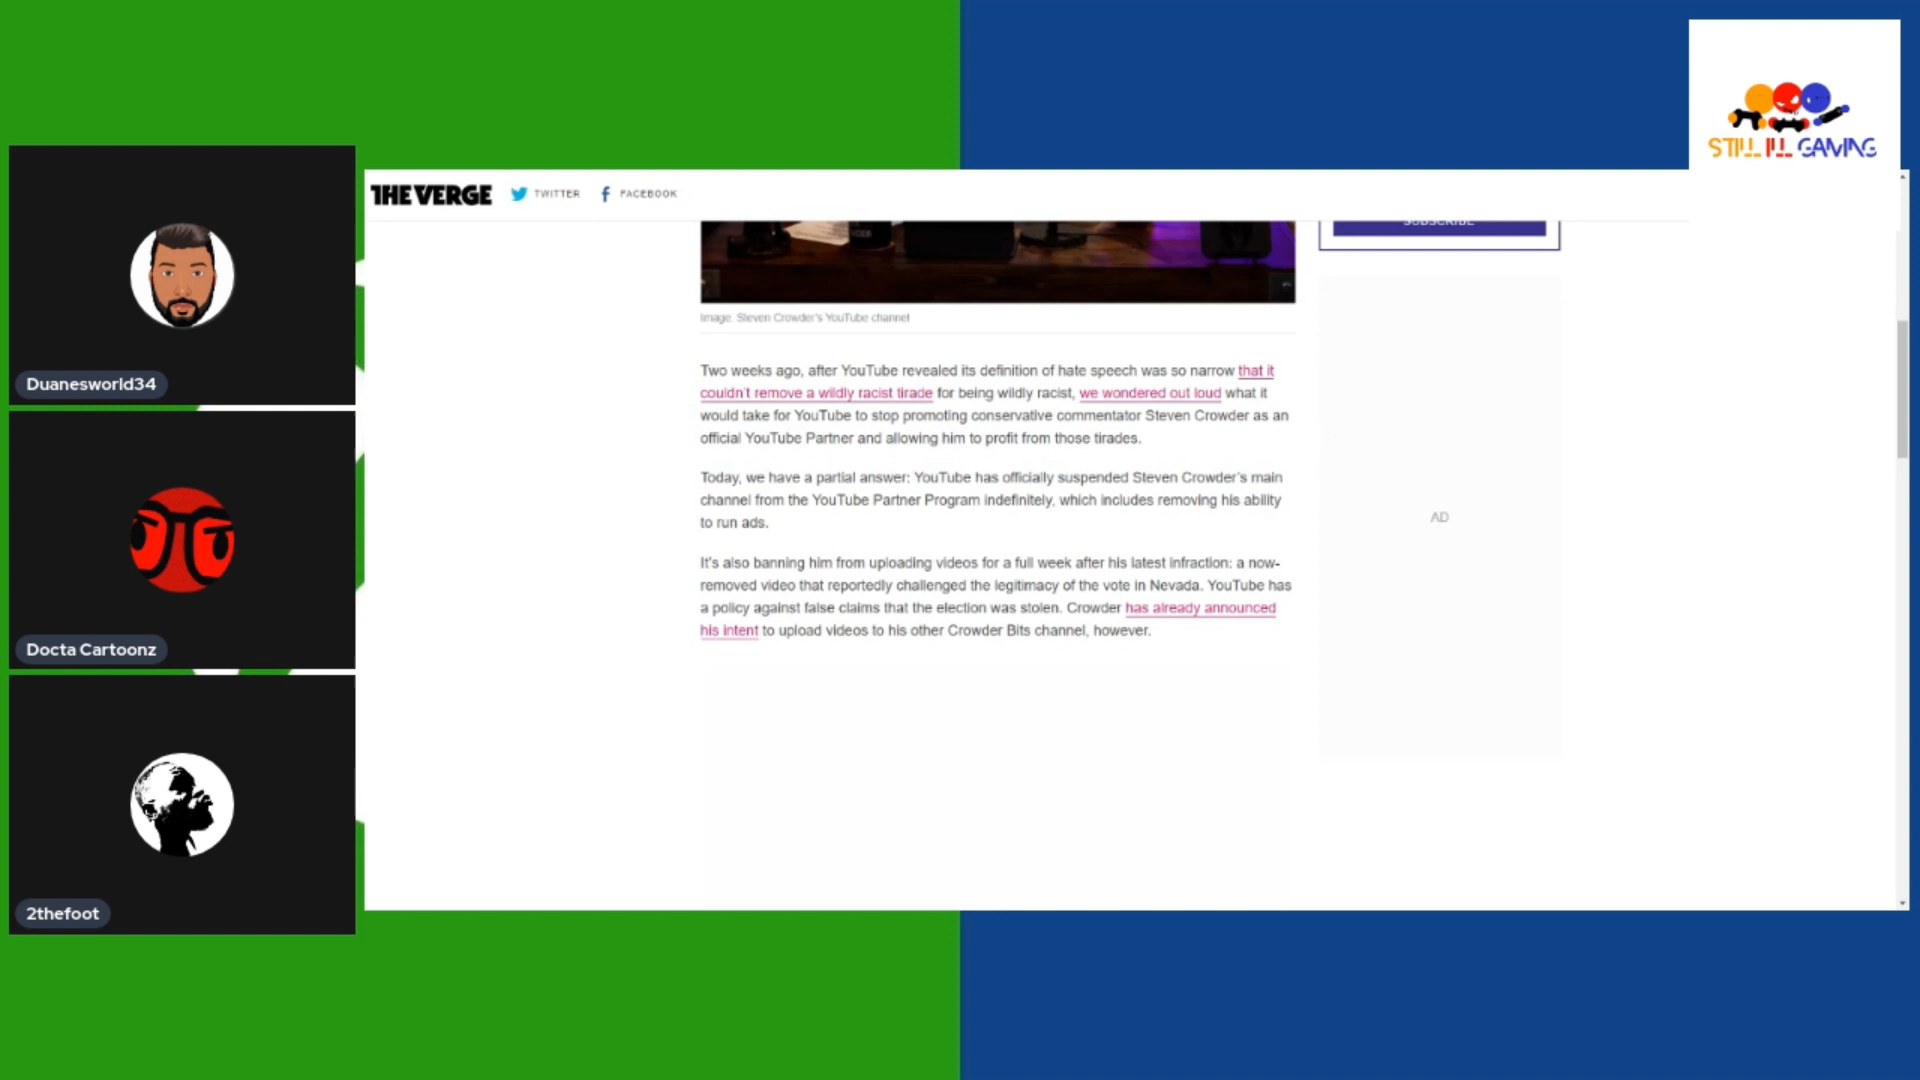 STILL ILL GAMING
THE VERGE TWITTER FACEBOOK
SUBSCRIBE
Image: Steven Crowder's YouTube channel
Two weeks ago, after YouTube revealed its definition of hate speech was so narrow that it
couldn't remove a wildly racist tirade for being wildly racist, we wondered out loud what it
would take for YouTube to stop promoting conservative commentator Steven Crowder as an
official YouTube Partner and allowing him to profit from those tirades.
Today, we have a partial answer: YouTube has officially suspended Steven Crowder's main
channel from the YouTube Partner Program indefinitely, which includes removing his ability
to run ads.
It's also banning him from uploading videos for a full week after his latest infraction: a now-
removed video that reportedly challenged the legitimacy of the vote in Nevada. YouTube has
a policy against false claims that the election was stolen. Crowder has already announced
his intent to upload videos to his other Crowder Bits channel, however.
AD
Duanesworld34
Docta Cartoonz
2thefoot